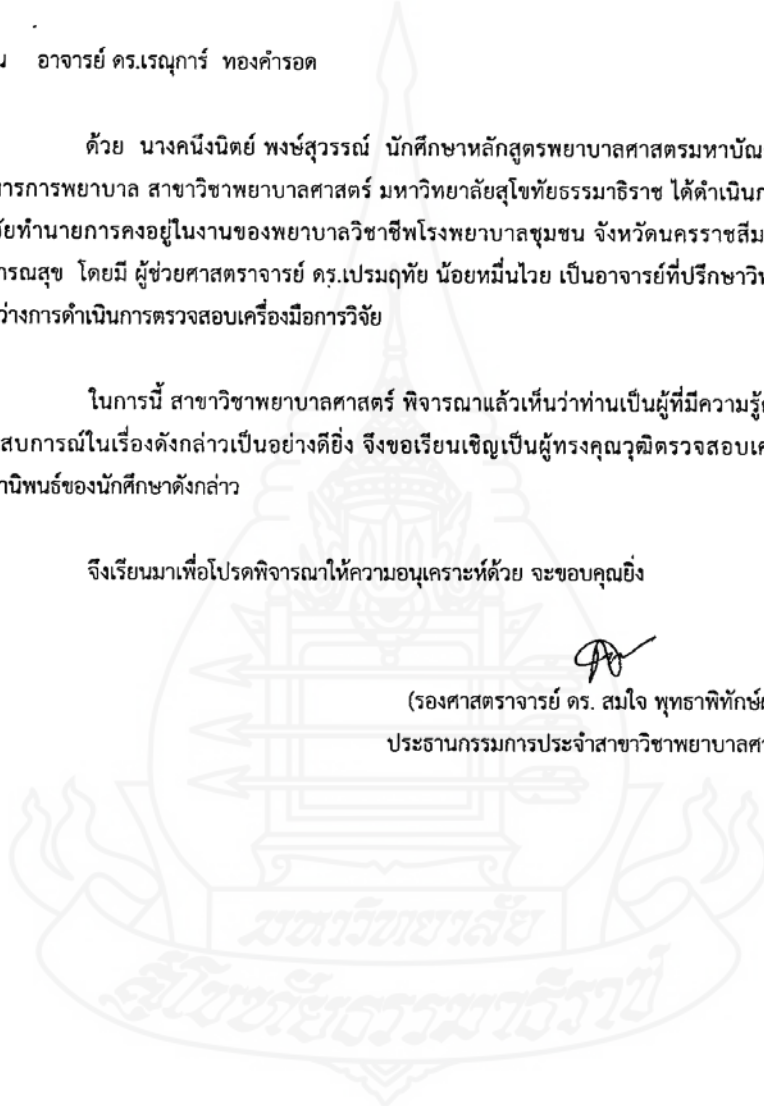 น อาจารย์ ดร.เรณุการ์ ทองคำรอด
ด้วย นางคนึงนิตย์ พงษ์สุวรรณ์ นักศึกษาหลักสูตรพยาบาลศาสตรมหาบัณ
ารการพยาบาล สาขาวิชาพยาบาลศาสตร์ มหาวิทยาลัยสุโขทัยธรรมาธิราช ได้ดำเนินก
ัยทำนายการคงอยู่ในงานของพยาบาลวิชาชีพโรงพยาบาลชุมชน จังหวัดนครราชสีม
ารณสุข โดยมี ผู้ช่วยศาสตราจารย์ ดร.เปรมฤทัย น้อยหมื่นไวย เป็นอาจารย์ที่ปรึกษาวิท
ว่างการดำเนินการตรวจสอบเครื่องมือการวิจัย
ในการนี้ สาขาวิชาพยาบาลศาสตร์ พิจารณาแล้วเห็นว่าท่านเป็นผู้ที่มีความรู้
สบการณ์ในเรื่องดังกล่าวเป็นอย่างดียิ่ง จึงขอเรียนเชิญเป็นผู้ทรงคุณวุฒิตรวจสอบเค
านิพนธ์ของนักศึกษาดังกล่าว
จึงเรียนมาเพื่อโปรดพิจารณาให้ความอนุเคราะห์ด้วย จะขอบคุณยิ่ง
(รองศาสตราจารย์ ดร. สมใจ พุทธาพิทักษ์ผ
ประธานกรรมการประจำสาขาวิชาพยาบาลศา
มหาวิทยาลัย
สุโขทัยธรรมาธิราช